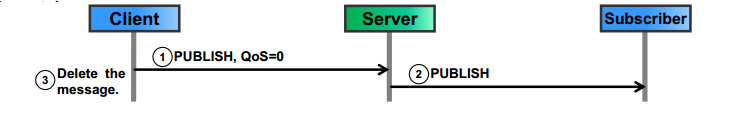 Client
Server
Subscriber
1 PUBLISH, QoS=0
2 PUBLISH
3 Delete the
message.